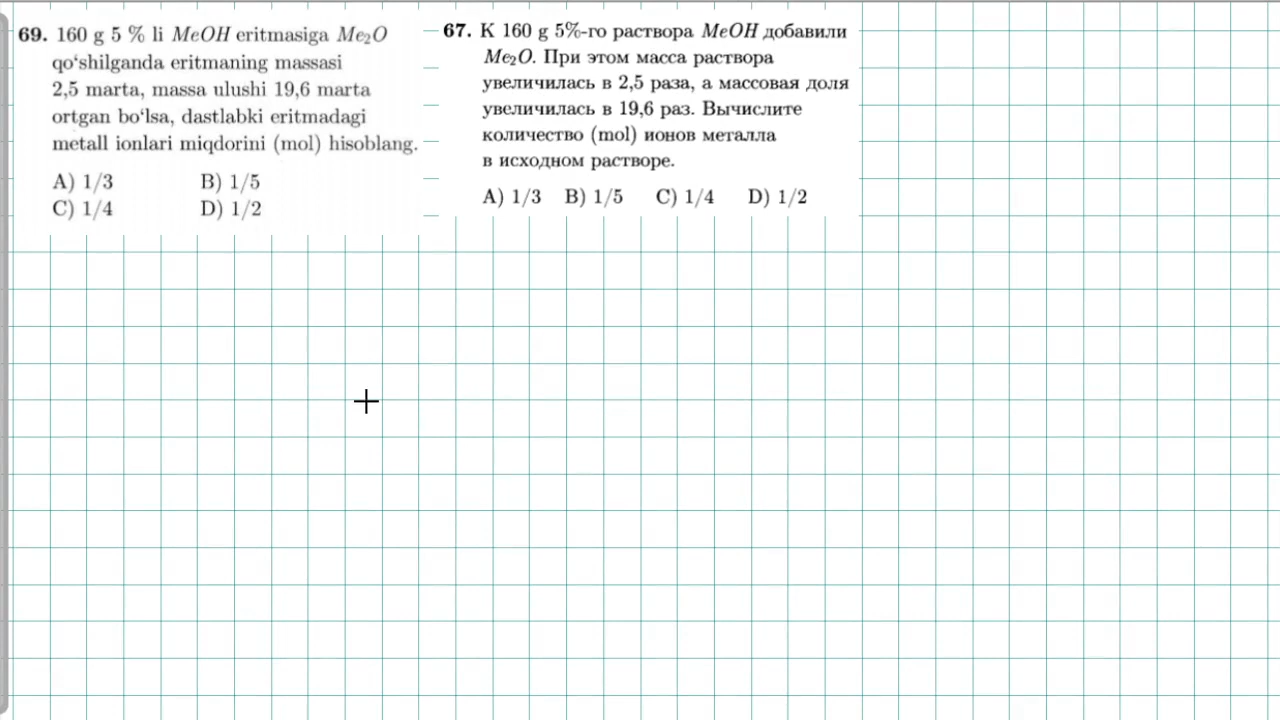 69. 160 g 5 % li MeOH eritmasiga Me₂O
qo‘shilganda eritmaning massasi
2,5 marta, massa ulushi 19,6 marta
ortgan bo‘lsa, dastlabki eritmadagi
metall ionlari miqdorini (mol) hisoblang.
A) 1/3 B) 1/5
C) 1/4 D) 1/2
67. К 160 g 5%-го раствора MeOH добавили
Me₂O. При этом масса раствора
увеличилась в 2,5 раза, а массовая доля
увеличилась в 19,6 раз. Вычислите
количество (mol) ионов металла
в исходном растворе.
A) 1/3 B) 1/5 C) 1/4 D) 1/2